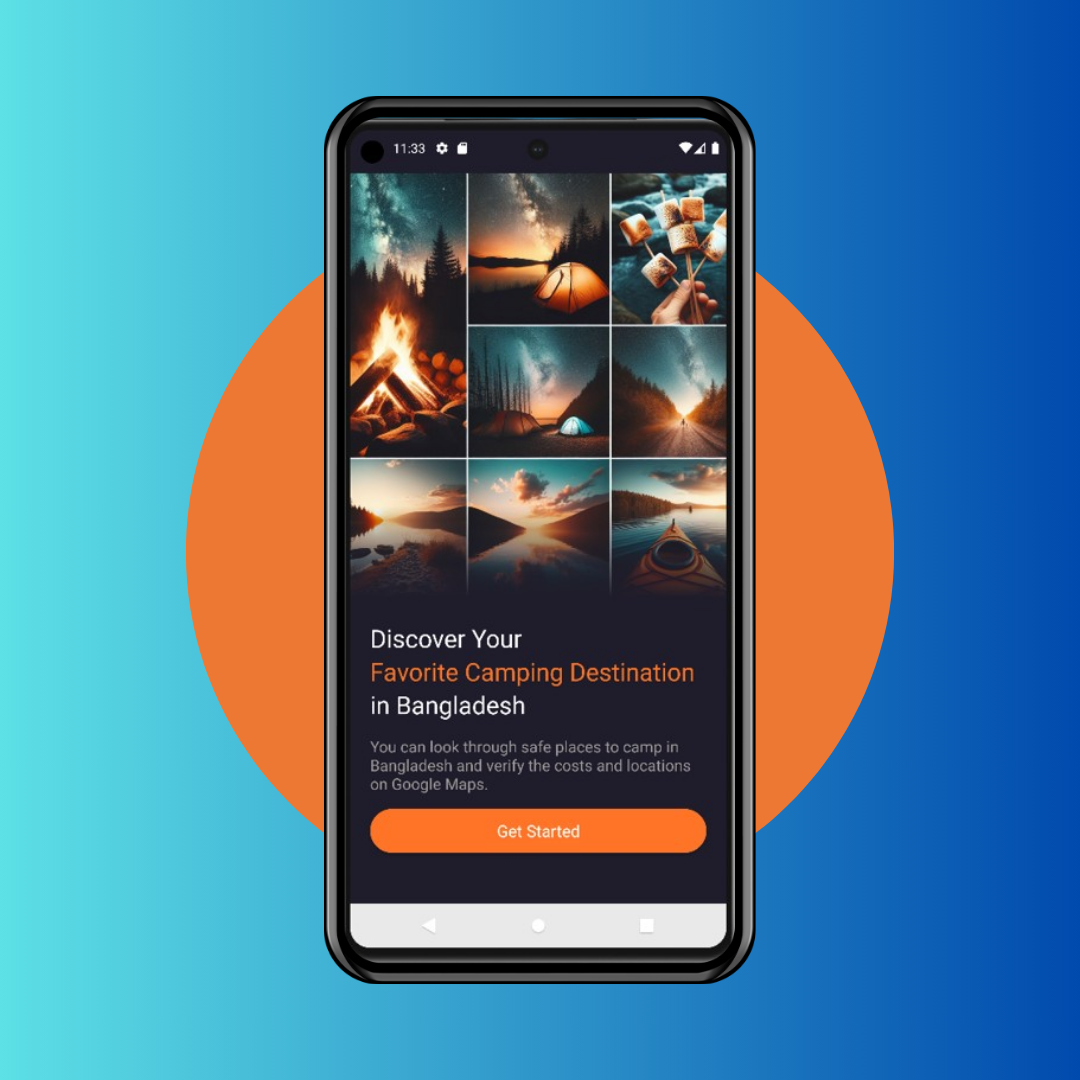 11:33
Discover Your
Favorite Camping Destination
in Bangladesh
You can look through safe places to camp in
Bangladesh and verify the costs and locations
on Google Maps.
Get Started